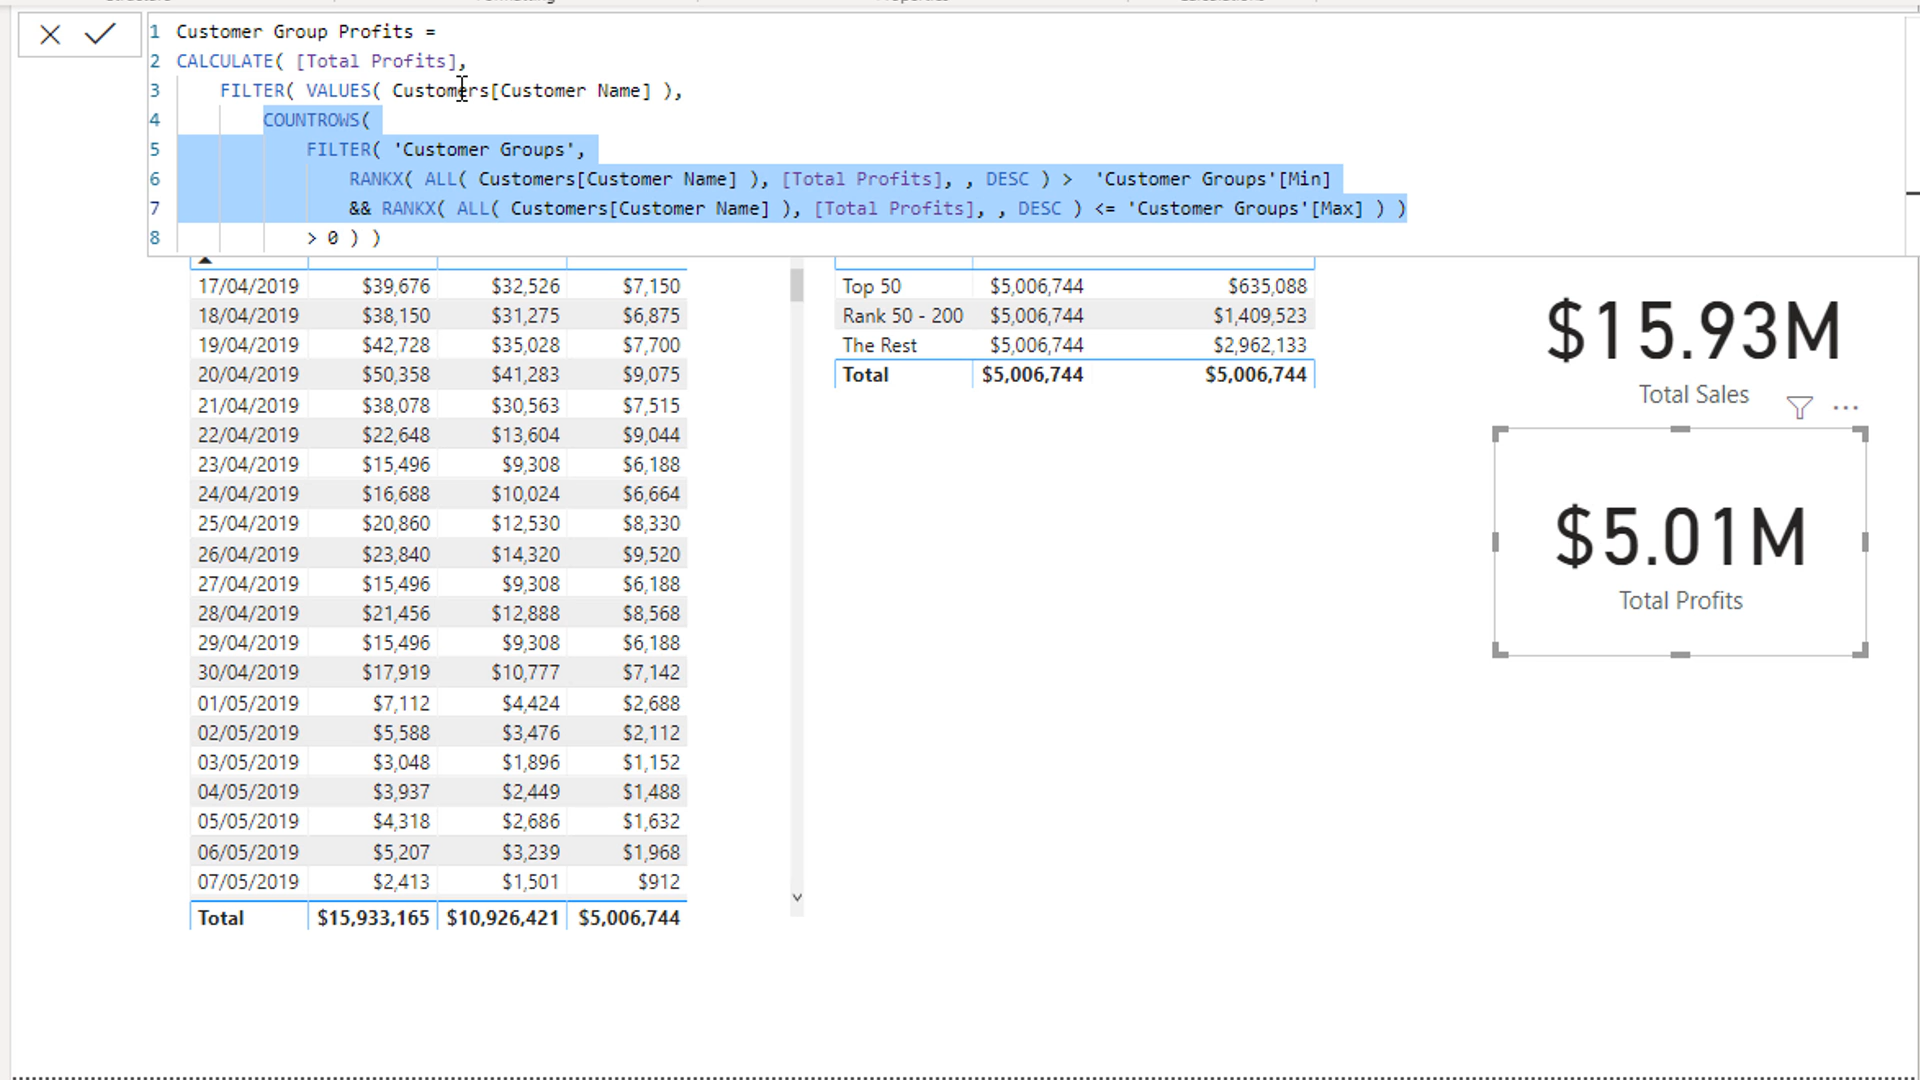 1 Customer Group Profits =
2 CALCULATE( [Total Profits],
3 FILTER( VALUES( Customers[Customer Name] ),
4 COUNTROWS(
5 FILTER( 'Customer Groups',
6 RANKX( ALL( Customers[Customer Name] ), [Total Profits], , DESC ) > 'Customer Groups'[Min]
7 && RANKX( ALL( Customers[Customer Name] ), [Total Profits], , DESC ) <= 'Customer Groups'[Max] ) )
8 > 0 ) )
17/04/2019 $39,676 $32,526 $7,150
18/04/2019 $38,150 $31,275 $6,875
19/04/2019 $42,728 $35,028 $7,700
20/04/2019 $50,358 $41,283 $9,075
21/04/2019 $38,078 $30,563 $7,515
22/04/2019 $22,648 $13,604 $9,044
23/04/2019 $15,496 $9,308 $6,188
24/04/2019 $16,688 $10,024 $6,664
25/04/2019 $20,860 $12,530 $8,330
26/04/2019 $23,840 $14,320 $9,520
27/04/2019 $15,496 $9,308 $6,188
28/04/2019 $21,456 $12,888 $8,568
29/04/2019 $15,496 $9,308 $6,188
30/04/2019 $17,919 $10,777 $7,142
01/05/2019 $7,112 $4,424 $2,688
02/05/2019 $5,588 $3,476 $2,112
03/05/2019 $3,048 $1,896 $1,152
04/05/2019 $3,937 $2,449 $1,488
05/05/2019 $4,318 $2,686 $1,632
06/05/2019 $5,207 $3,239 $1,968
07/05/2019 $2,413 $1,501 $912
Total $15,933,165 $10,926,421 $5,006,744
Top 50 $5,006,744 $635,088
Rank 50 - 200 $5,006,744 $1,409,523
The Rest $5,006,744 $2,962,133
Total $5,006,744 $5,006,744
$15.93M
Total Sales
$5.01M
Total Profits